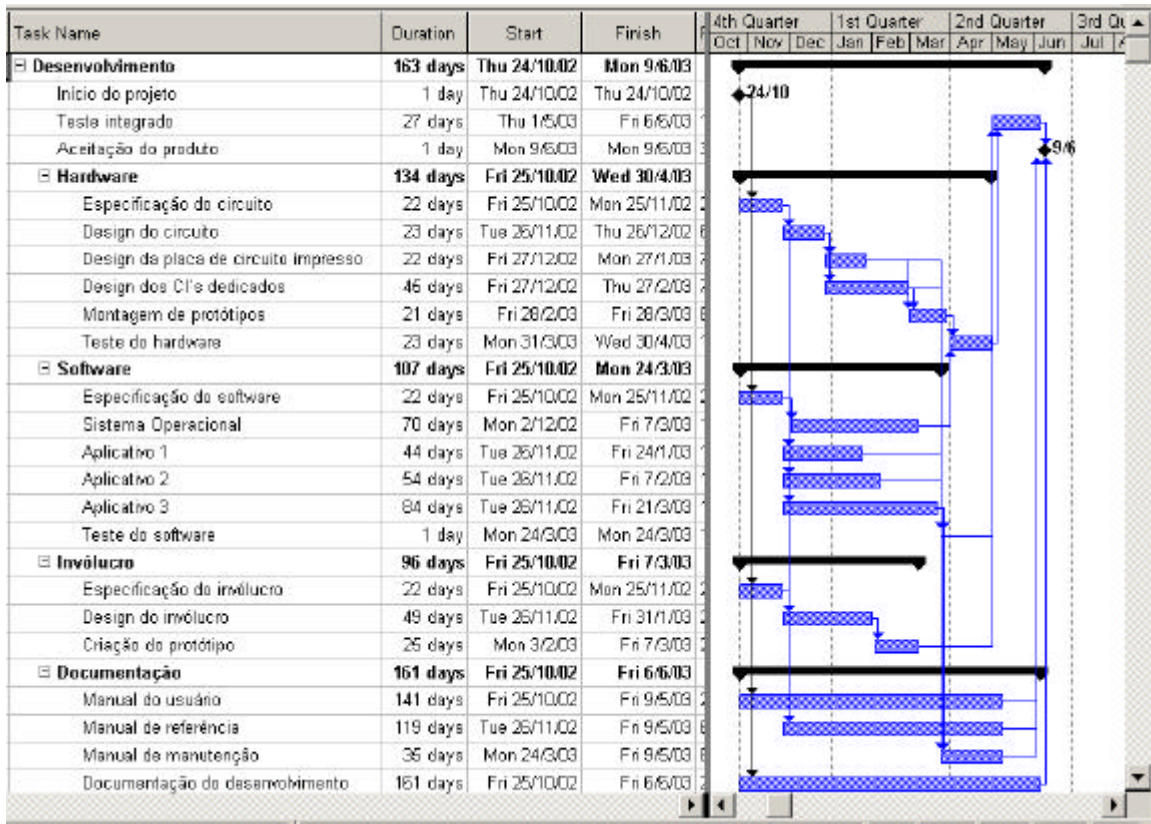 Task Name Duration Start Finish 4th Quarter 1st Quarter 2nd Quarter 3rd Qu
Oct Nov Dec Jan Feb Mar Apr May Jun Jul
Desenvolvimento 163 days Thu 24/10/02 Mon 9/6/03
Início do projeto 1 day Thu 24/10/02 Thu 24/10/02 24/10
Teste integrado 27 days Thu 1/5/03 Fri 6/6/03
Aceitação do produto 1 day Mon 9/6/03 Mon 9/6/03 9/6
Hardware 134 days Fri 25/10/02 Wed 30/4/03
Especificação do circuito 22 days Fri 25/10/02 Mon 25/11/02
Design do circuito 23 days Tue 26/11/02 Thu 26/12/02
Design da placa de circuito impresso 22 days Fri 27/12/02 Mon 27/1/03
Design dos CI's dedicados 45 days Fri 27/12/02 Thu 27/2/03
Montagem de protótipos 21 days Fri 28/2/03 Fri 28/3/03
Teste do hardware 23 days Mon 31/3/03 Wed 30/4/03
Software 107 days Fri 25/10/02 Mon 24/3/03
Especificação do software 22 days Fri 25/10/02 Mon 25/11/02
Sistema Operacional 70 days Mon 2/12/02 Fri 7/3/03
Aplicativo 1 44 days Tue 26/11/02 Fri 24/1/03
Aplicativo 2 54 days Tue 26/11/02 Fri 7/2/03
Aplicativo 3 84 days Tue 26/11/02 Fri 21/3/03
Teste do software 1 day Mon 24/3/03 Mon 24/3/03
Invólucro 96 days Fri 25/10/02 Fri 7/3/03
Especificação do invólucro 22 days Fri 25/10/02 Mon 25/11/02
Design do invólucro 49 days Tue 26/11/02 Fri 31/1/03
Criação do protótipo 25 days Mon 3/2/03 Fri 7/3/03
Documentação 161 days Fri 25/10/02 Fri 6/6/03
Manual do usuário 141 days Fri 25/10/02 Fri 9/5/03
Manual de referência 119 days Tue 26/11/02 Fri 9/5/03
Manual de manutenção 35 days Mon 24/3/03 Fri 9/5/03
Documentação do desenvolvimento 161 days Fri 25/10/02 Fri 6/6/03